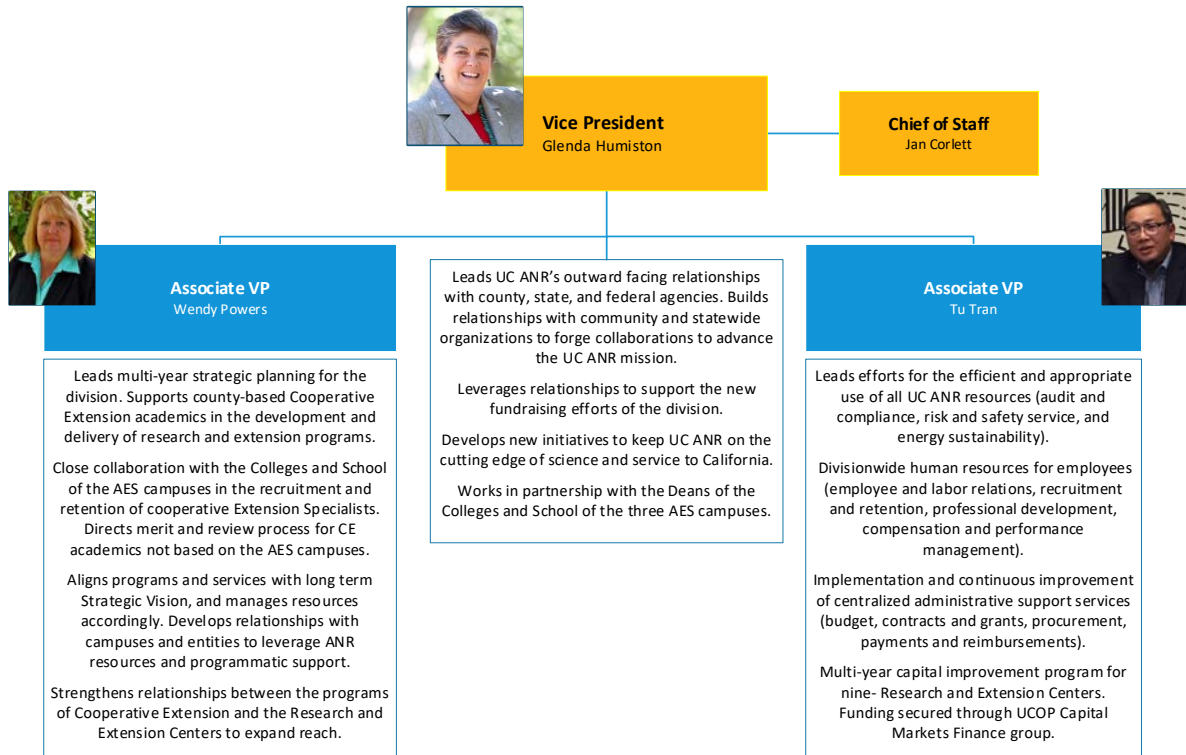 Vice President
Glenda Humiston
Chief of Staff
Jan Corlett
Associate VP
Wendy Powers
Leads multi-year strategic planning for the
division. Supports county-based Cooperative
Extension academics in the development and
delivery of research and extension programs.
Close collaboration with the Colleges and School
of the AES campuses in the recruitment and
retention of cooperative Extension Specialists.
Directs merit and review process for CE
academics not based on the AES campuses.
Aligns programs and services with long term
Strategic Vision, and manages resources
accordingly. Develops relationships with
campuses and entities to leverage ANR
resources and programmatic support.
Strengthens relationships between the programs
of Cooperative Extension and the Research and
Extension Centers to expand reach.
Leads UC ANR’s outward facing relationships
with county, state, and federal agencies. Builds
relationships with community and statewide
organizations to forge collaborations to advance
the UC ANR mission.
Leverages relationships to support the new
fundraising efforts of the division.
Develops new initiatives to keep UC ANR on the
cutting edge of science and service to California.
Works in partnership with the Deans of the
Colleges and School of the three AES campuses.
Associate VP
Tu Tran
Leads efforts for the efficient and appropriate
use of all UC ANR resources (audit and
compliance, risk and safety service, and
energy sustainability).
Divisionwide human resources for employees
(employee and labor relations, recruitment
and retention, professional development,
compensation and performance
management).
Implementation and continuous improvement
of centralized administrative support services
(budget, contracts and grants, procurement,
payments and reimbursements).
Multi-year capital improvement program for
nine- Research and Extension Centers.
Funding secured through UCOP Capital
Markets Finance group.